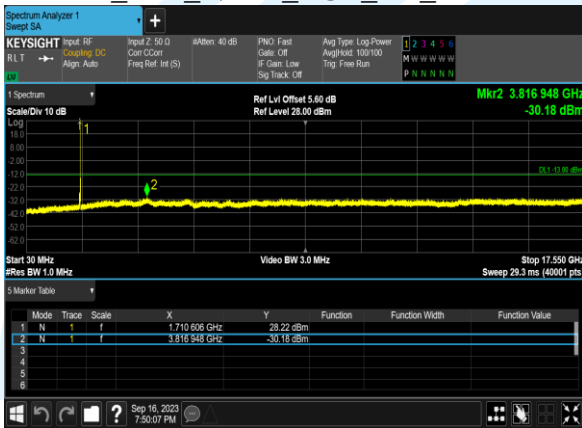 Spectrum Analyzer 1
Swept SA
KEYSIGHT Input: RF Input Z: 50 Ω #Atten: 40 dB PNO: Fast Avg Type: Log-Power 1 2 3 4 5 6
RLT Coupling: DC Corr CCorr Gate: Off Avg|Hold: 100/100 M W W W W W
Align: Auto Freq Ref: Int (S) IF Gain: Low Trig: Free Run
Sig Track: Off P N N N N N
LV
1 Spectrum Ref Lvl Offset 5.60 dB Mkr2 3.816 948 GHz
Scale/Div 10 dB Ref Level 28.00 dBm -30.18 dBm
Log
18.0
8.00
-2.00
-12.0
-22.0
-32.0
-42.0
-52.0
-62.0
1
2
DL1 -13.00 dBm
Start 30 MHz Video BW 3.0 MHz Stop 17.550 GHz
#Res BW 1.0 MHz Sweep 29.3 ms (40001 pts
5 Marker Table
Mode Trace Scale X Y Function Function Width Function Value
1 N 1 f 1.710 606 GHz 28.22 dBm
2 N 1 f 3.816 948 GHz -30.18 dBm
3
4
5
6
? Sep 16, 2023
7:50:07 PM